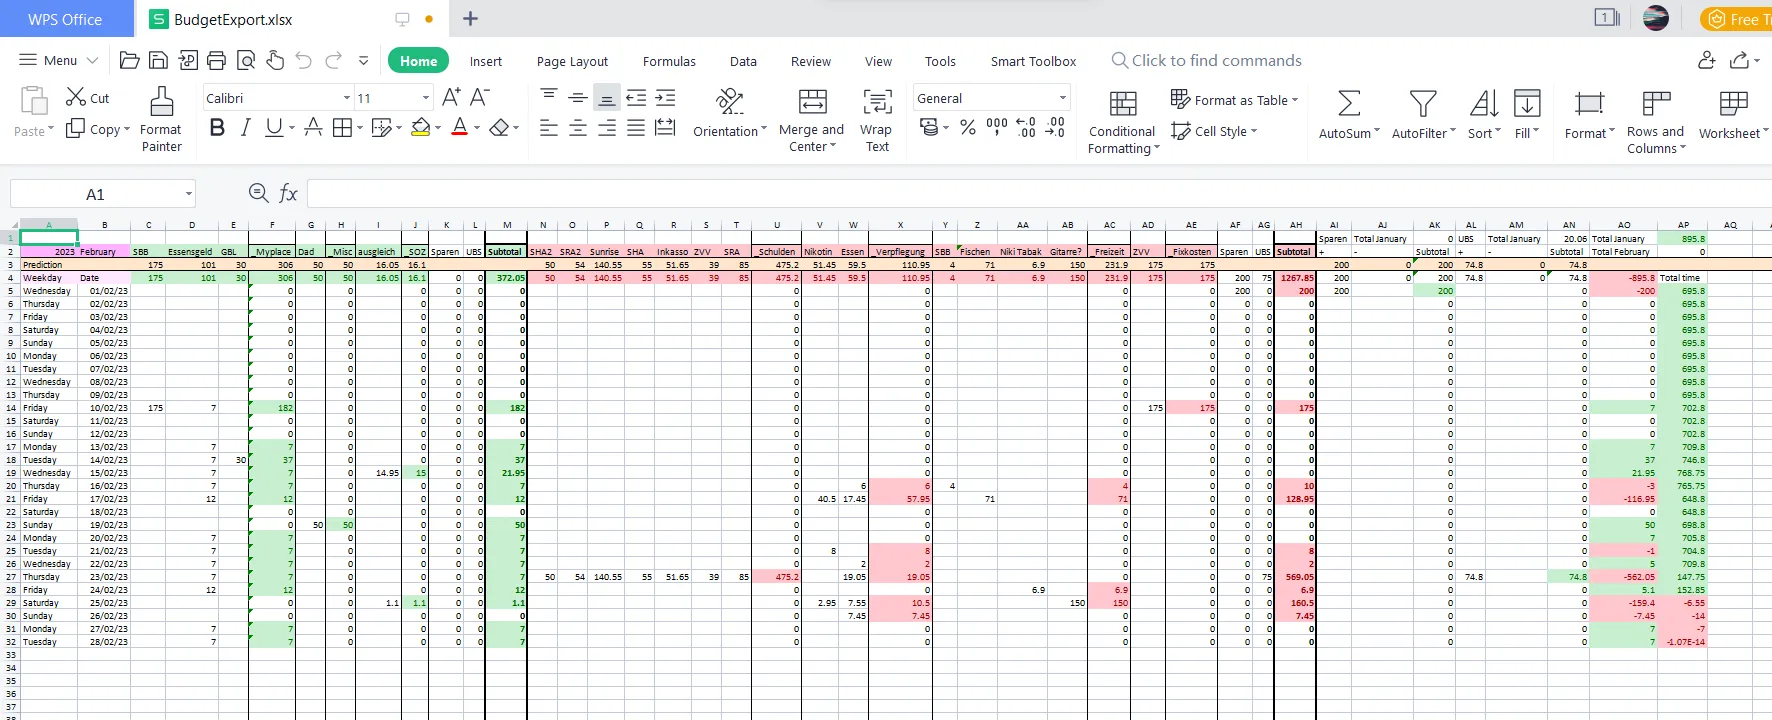 WPS Office BudgetExport.xlsx 1 Free T
Menu Home Insert Page Layout Formulas Data Review View Tools Smart Toolbox Click to find commands
Cut Calibri 11 General Format as Table
Paste Copy Format Painter Orientation Merge and Center Wrap Text Conditional Formatting Cell Style AutoSum AutoFilter Sort Fill Format Rows and Columns Worksheet
A1 fx
A B C D E F G H I J K L M N O P Q R S T U V W X Y Z AA AB AC AD AE AF AG AH AI AJ AK AL AM AN AO AP AQ AR
1 Sparen Total January 0 UBS Total January 20.06 Total January 895.8
2 2023 February SBB Essensgeld GBL _Myplace Dad _Misc ausgleich _SOZ Sparen UBS Subtotal SHA2 SRA2 Sunrise SHA Inkasso ZVV SRA _Schulden Nikotin Essen _Verpflegung SBB Fischen Niki Tabak Gitarre? _Freizeit ZVV _Fixkosten Sparen UBS Subtotal + - Subtotal + - Subtotal Total February 0
3 Prediction 175 101 30 306 50 50 16.05 16.1 50 54 140.55 55 51.65 39 85 475.2 51.45 59.5 110.95 4 71 6.9 150 231.9 175 175 200 0 200 74.8 0 74.8
4 Weekday Date 175 101 30 306 50 50 16.05 16.1 0 0 372.05 50 54 140.55 55 51.65 39 85 475.2 51.45 59.5 110.95 4 71 6.9 150 231.9 175 175 200 75 1267.85 200 0 200 74.8 0 74.8 -895.8 Total time
5 Wednesday 01/02/23 0 0 0 0 0 0 0 0 0 0 200 0 200 200 200 0 -200 695.8
6 Thursday 02/02/23 0 0 0 0 0 0 0 0 0 0 0 0 0 0 0 0 695.8
7 Friday 03/02/23 0 0 0 0 0 0 0 0 0 0 0 0 0 0 0 0 695.8
8 Saturday 04/02/23 0 0 0 0 0 0 0 0 0 0 0 0 0 0 0 0 695.8
9 Sunday 05/02/23 0 0 0 0 0 0 0 0 0 0 0 0 0 0 0 0 695.8
10 Monday 06/02/23 0 0 0 0 0 0 0 0 0 0 0 0 0 0 0 0 695.8
11 Tuesday 07/02/23 0 0 0 0 0 0 0 0 0 0 0 0 0 0 0 0 695.8
12 Wednesday 08/02/23 0 0 0 0 0 0 0 0 0 0 0 0 0 0 0 0 695.8
13 Thursday 09/02/23 0 0 0 0 0 0 0 0 0 0 0 0 0 0 0 0 695.8
14 Friday 10/02/23 175 7 182 0 0 0 0 182 0 0 0 175 175 0 0 175 0 0 7 702.8
15 Saturday 11/02/23 0 0 0 0 0 0 0 0 0 0 0 0 0 0 0 0 702.8
16 Sunday 12/02/23 0 0 0 0 0 0 0 0 0 0 0 0 0 0 0 0 702.8
17 Monday 13/02/23 7 7 0 0 0 0 7 0 0 0 0 0 0 0 0 0 7 709.8
18 Tuesday 14/02/23 7 30 37 0 0 0 0 37 0 0 0 0 0 0 0 0 0 37 746.8
19 Wednesday 15/02/23 7 7 0 14.95 15 0 0 21.95 0 0 0 0 0 0 0 0 0 21.95 768.75
20 Thursday 16/02/23 7 7 0 0 0 0 7 0 6 6 4 4 0 0 0 10 0 0 -3 765.75
21 Friday 17/02/23 12 12 0 0 0 0 12 0 40.5 17.45 57.95 71 71 0 0 0 128.95 0 0 -116.95 648.8
22 Saturday 18/02/23 0 0 0 0 0 0 0 0 0 0 0 0 0 0 0 0 648.8
23 Sunday 19/02/23 0 50 50 0 0 0 50 0 0 0 0 0 0 0 0 0 50 698.8
24 Monday 20/02/23 7 7 0 0 0 0 7 0 0 0 0 0 0 0 0 0 7 705.8
25 Tuesday 21/02/23 7 7 0 0 0 0 7 0 8 8 0 0 0 0 8 0 0 -1 704.8
26 Wednesday 22/02/23 7 7 0 0 0 0 7 0 2 2 0 0 0 0 2 0 0 5 709.8
27 Thursday 23/02/23 7 7 0 0 0 0 7 50 54 140.55 55 51.65 39 85 475.2 19.05 19.05 0 0 0 75 569.05 0 74.8 74.8 -562.05 147.75
28 Friday 24/02/23 12 12 0 0 0 0 12 0 0 6.9 6.9 0 0 0 6.9 0 0 5.1 152.85
29 Saturday 25/02/23 0 0 1.1 1.1 0 0 1.1 0 2.95 7.55 10.5 150 150 0 0 0 160.5 0 0 -159.4 -6.55
30 Sunday 26/02/23 0 0 0 0 0 0 0 7.45 7.45 0 0 0 0 7.45 0 0 -7.45 -14
31 Monday 27/02/23 7 7 0 0 0 0 7 0 0 0 0 0 0 0 0 0 7 -7
32 Tuesday 28/02/23 7 7 0 0 0 0 7 0 0 0 0 0 0 0 0 0 7 -1.07E-14
33
34
35
36
37
38